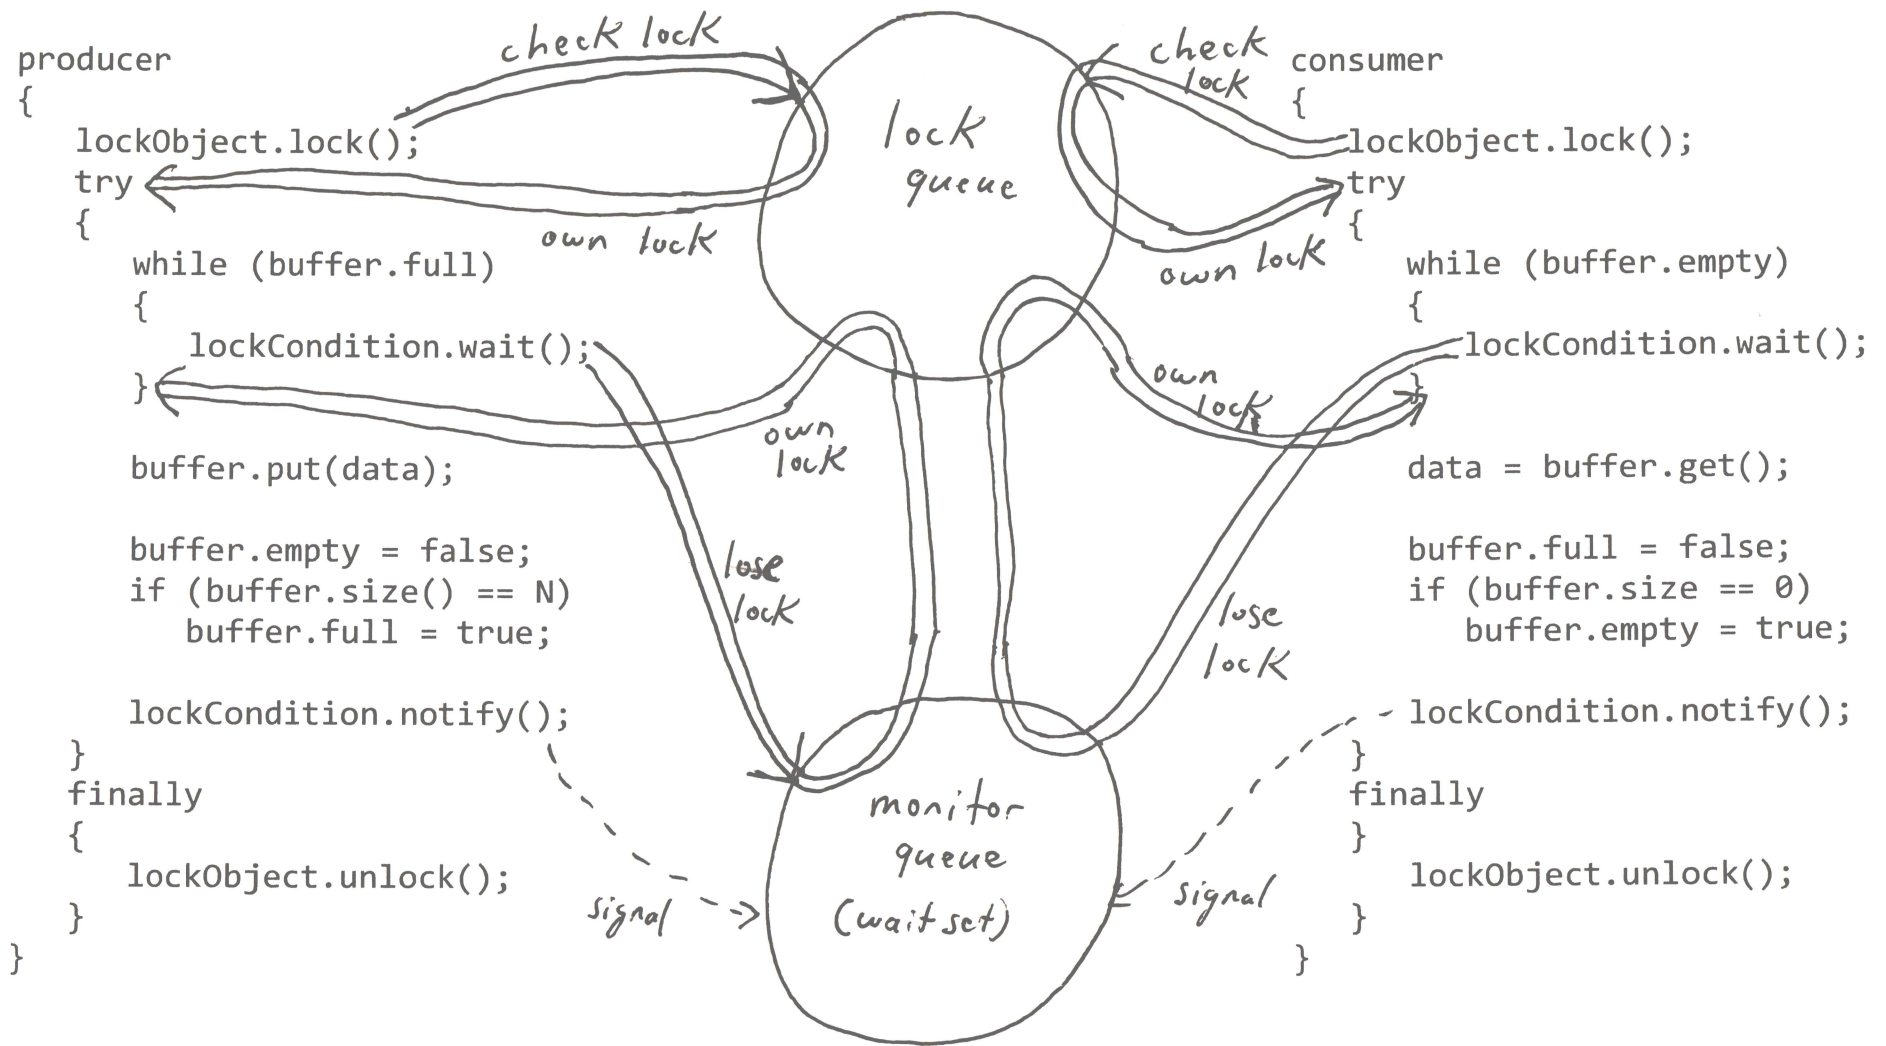 producer
{
lockObject.lock();
try
{
while (buffer.full)
{
lockCondition.wait();
}
buffer.put(data);
buffer.empty = false;
if (buffer.size() == N)
buffer.full = true;
lockCondition.notify();
}
finally
{
lockObject.unlock();
}
}
check lock
own lock
own
lock
lose
lock
signal
lock
queue
monitor
queue
(wait set)
check
lock
own lock
own
lock
lose
lock
signal
consumer
{
lockObject.lock();
try
{
while (buffer.empty)
{
lockCondition.wait();
}
data = buffer.get();
buffer.full = false;
if (buffer.size == 0)
buffer.empty = true;
lockCondition.notify();
}
finally
}
lockObject.unlock();
}
}